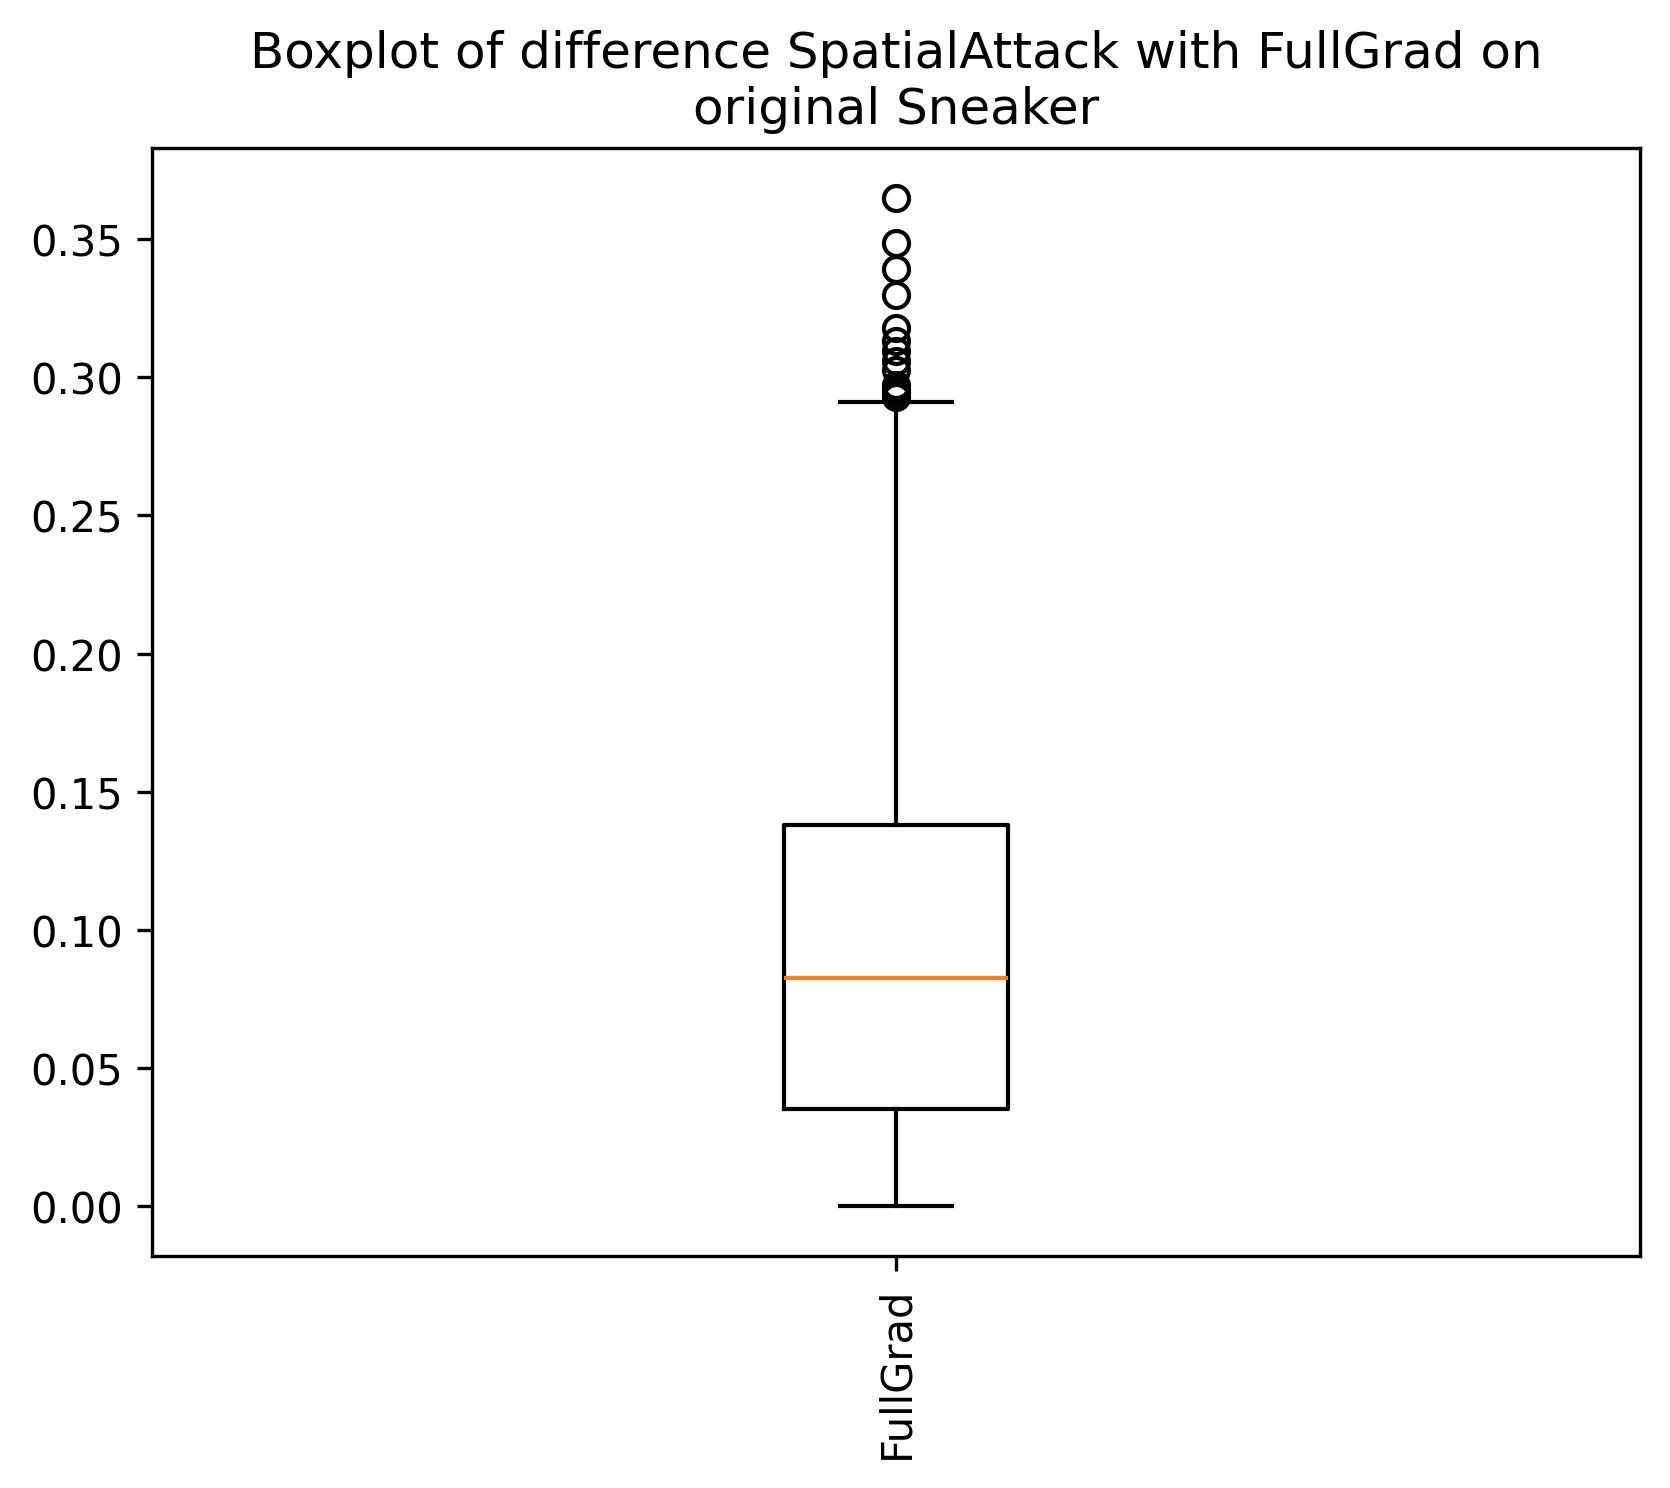 Boxplot of difference SpatialAttack with FullGrad on
original Sneaker
0.35
0.30
0.25
0.20
0.15
0.10
0.05
0.00
FullGrad